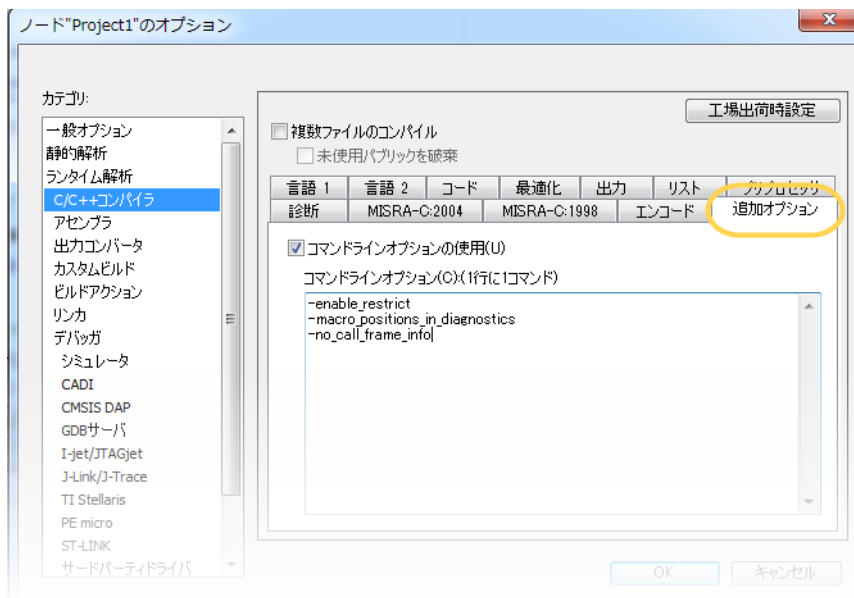 ノード"Project1"のオプション
カテゴリ:
一般オプション
静的解析
ランタイム解析
C/C++コンパイラ
アセンブラ
出力コンバータ
カスタムビルド
ビルドアクション
リンカ
デバッガ
シミュレータ
CADI
CMSIS DAP
GDBサーバ
I-jet/JTAGjet
J-Link/J-Trace
TI Stellaris
PE micro
ST-LINK
サードパーティドライバ
工場出荷時設定
複数ファイルのコンパイル
未使用パブリックを破棄
言語 1 言語 2 コード 最適化 出力 リスト プリプロセッサ
診断 MISRA-C:2004 MISRA-C:1998 エンコード 追加オプション
コマンドラインオプションの使用(U)
コマンドラインオプション(C):(1行に1コマンド)
-enable_restrict
-macro_positions_in_diagnostics
-no_call_frame_info
OK キャンセル